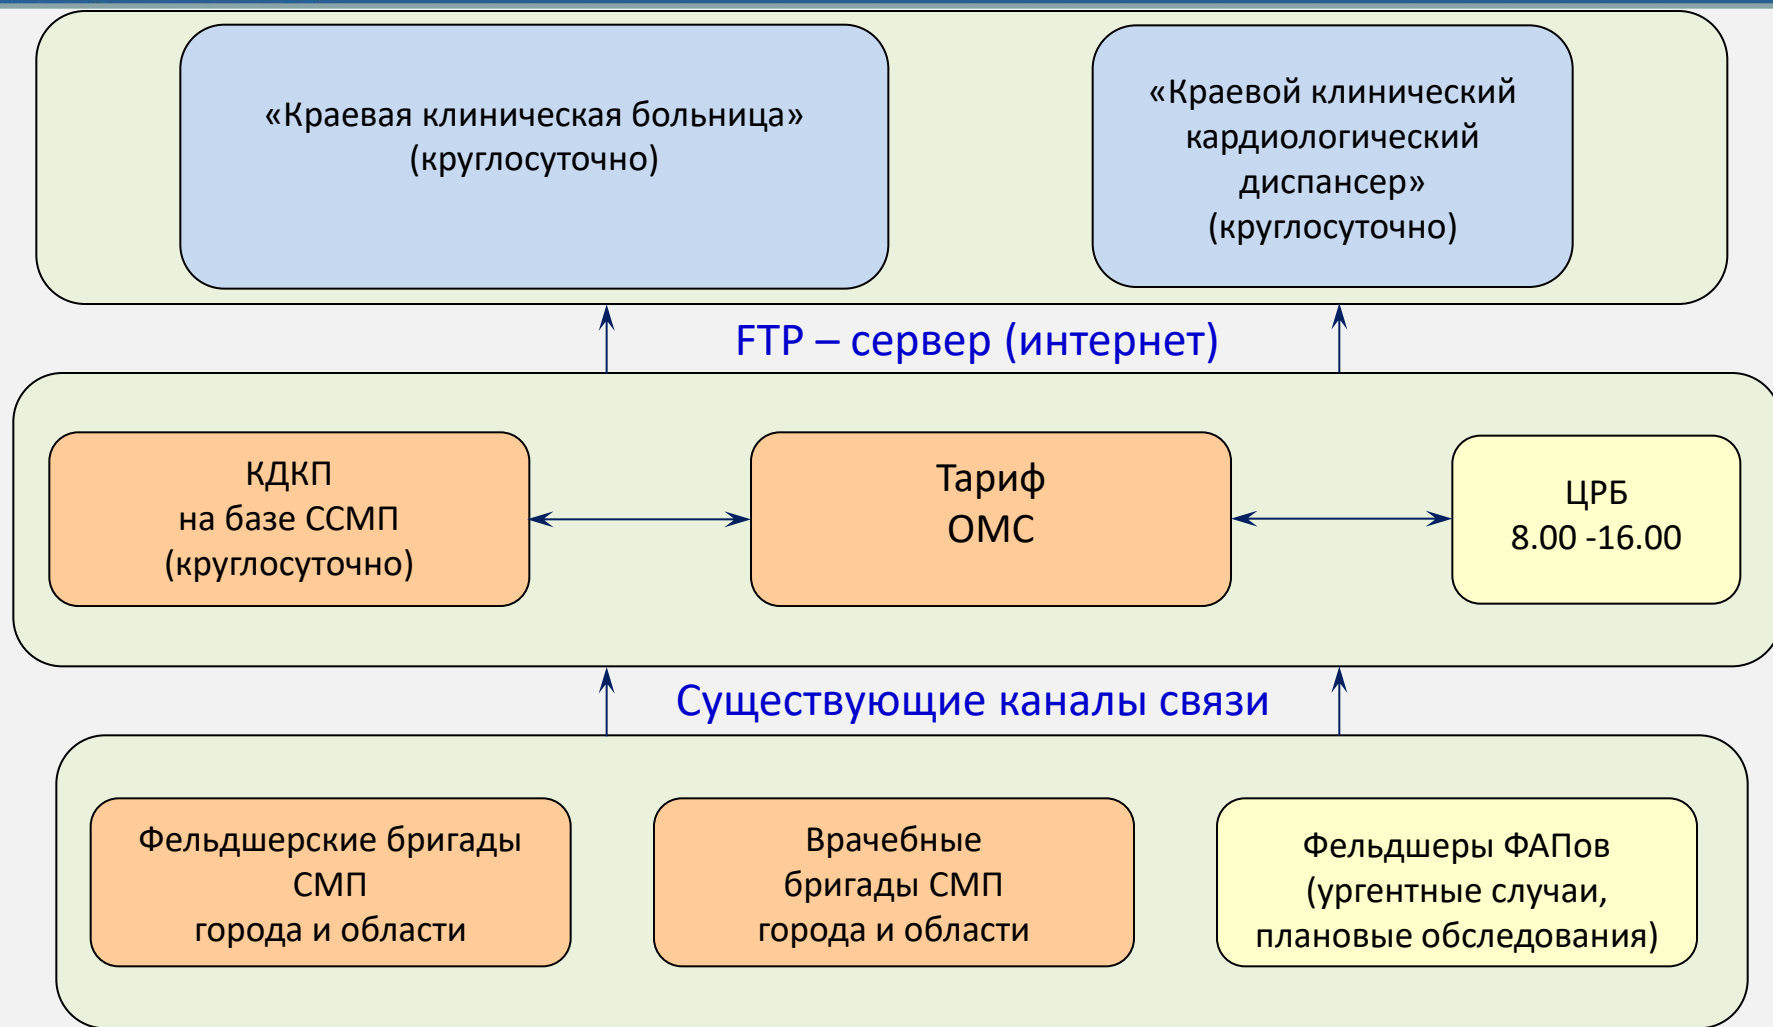 «Краевая клиническая больница»
(круглосуточно)
«Краевой клинический
кардиологический
диспансер»
(круглосуточно)
FTP – сервер (интернет)
КДКП
на базе ССМП
(круглосуточно)
Тариф
ОМС
ЦРБ
8.00 -16.00
Существующие каналы связи
Фельдшерские бригады
СМП
города и области
Врачебные
бригады СМП
города и области
Фельдшеры ФАПов
(ургентные случаи,
плановые обследования)